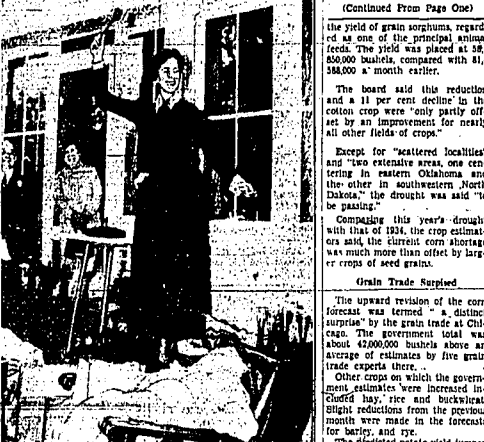 (Continued From Page One)
the yield of grain sorghums, regard-
ed as one of the principal animal
feeds. The yield was placed at 58,
850,000 bushels, compared with 81,
588,000 a month earlier.
The board said this reduction
and a 11 per cent decline in the
cotton crop were "only partly off-
set by an improvement for nearly
all other fields of crops."
Except for "scattered localities"
and "two extensive areas, one cen-
tering in eastern Oklahoma and
the other in southwestern North
Dakota," the drought was said "to
be passing."
Comparing this year's drought
with that of 1934, the crop estimat-
ors said, the current corn shortage
was much more than offset by larg-
er crops of seed grains.
Grain Trade Surpised
The upward revision of the corn
forecast was termed " a distinct
surprise" by the grain trade at Chi-
cago. The government total was
about 42,000,000 bushels above an
average of estimates by five grain
trade experts there.
Other crops on which the govern-
ment estimates were increased in-
cluded hay, rice and buckwheat.
Slight reductions from the previous
month were made in the forecasts
for barley, and rye.